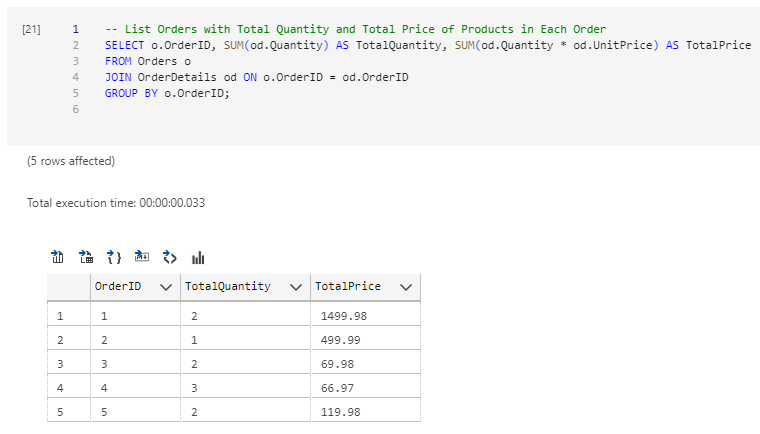 [21]
1 -- List Orders with Total Quantity and Total Price of Products in Each Order
2 SELECT o.OrderID, SUM(od.Quantity) AS TotalQuantity, SUM(od.Quantity * od.UnitPrice) AS TotalPrice
3 FROM Orders o
4 JOIN OrderDetails od ON o.OrderID = od.OrderID
5 GROUP BY o.OrderID;
6
(5 rows affected)
Total execution time: 00:00:00.033
OrderID TotalQuantity TotalPrice
1 1 2 1499.98
2 2 1 499.99
3 3 2 69.98
4 4 3 66.97
5 5 2 119.98